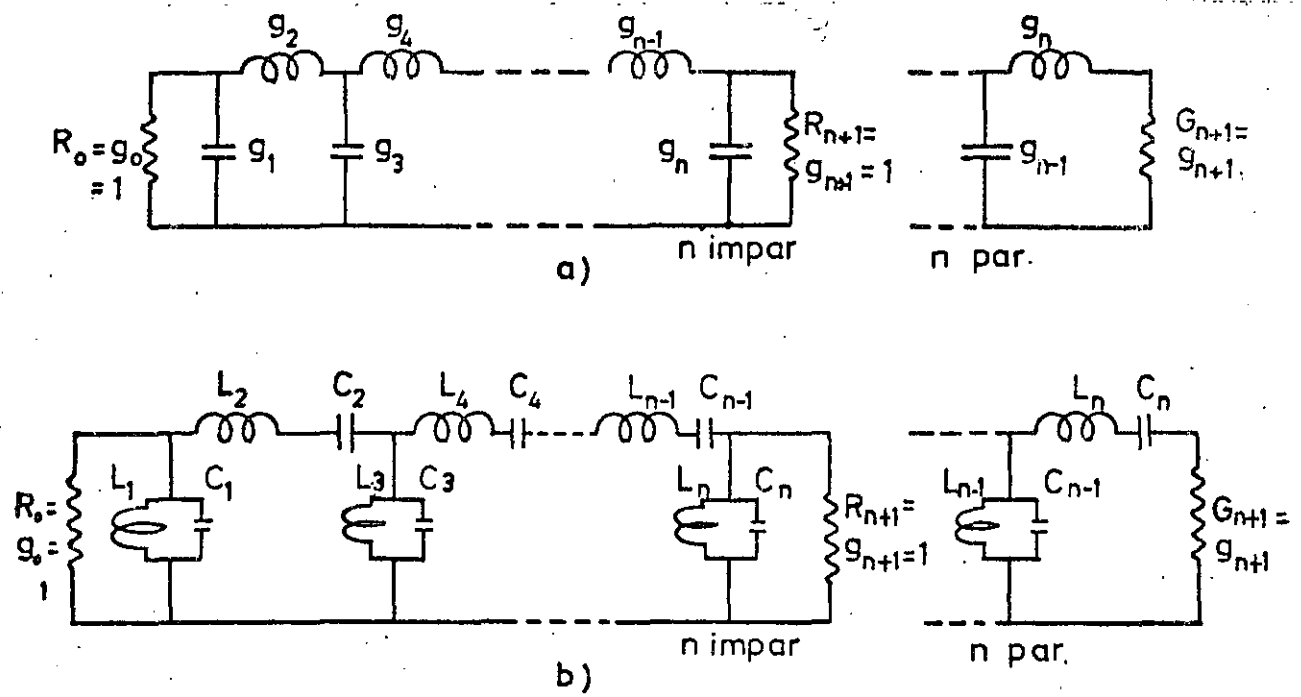 g₂ g₄ gₙ₋₁ gₙ
R₀ = g₀ = 1
g₁ g₃ gₙ
Rₙ₊₁ = gₙ₊₁ = 1
gₙ₋₁
Gₙ₊₁ = gₙ₊₁
n impar
n par.
a)
L₂ C₂ L₄ C₄ Lₙ₋₁ Cₙ₋₁ Lₙ Cₙ
L₁ C₁ L₃ C₃ Lₙ Cₙ Lₙ₋₁ Cₙ₋₁
R₀ = g₀ = 1
Rₙ₊₁ = gₙ₊₁ = 1
Gₙ₊₁ = gₙ₊₁
n impar
n par.
b)